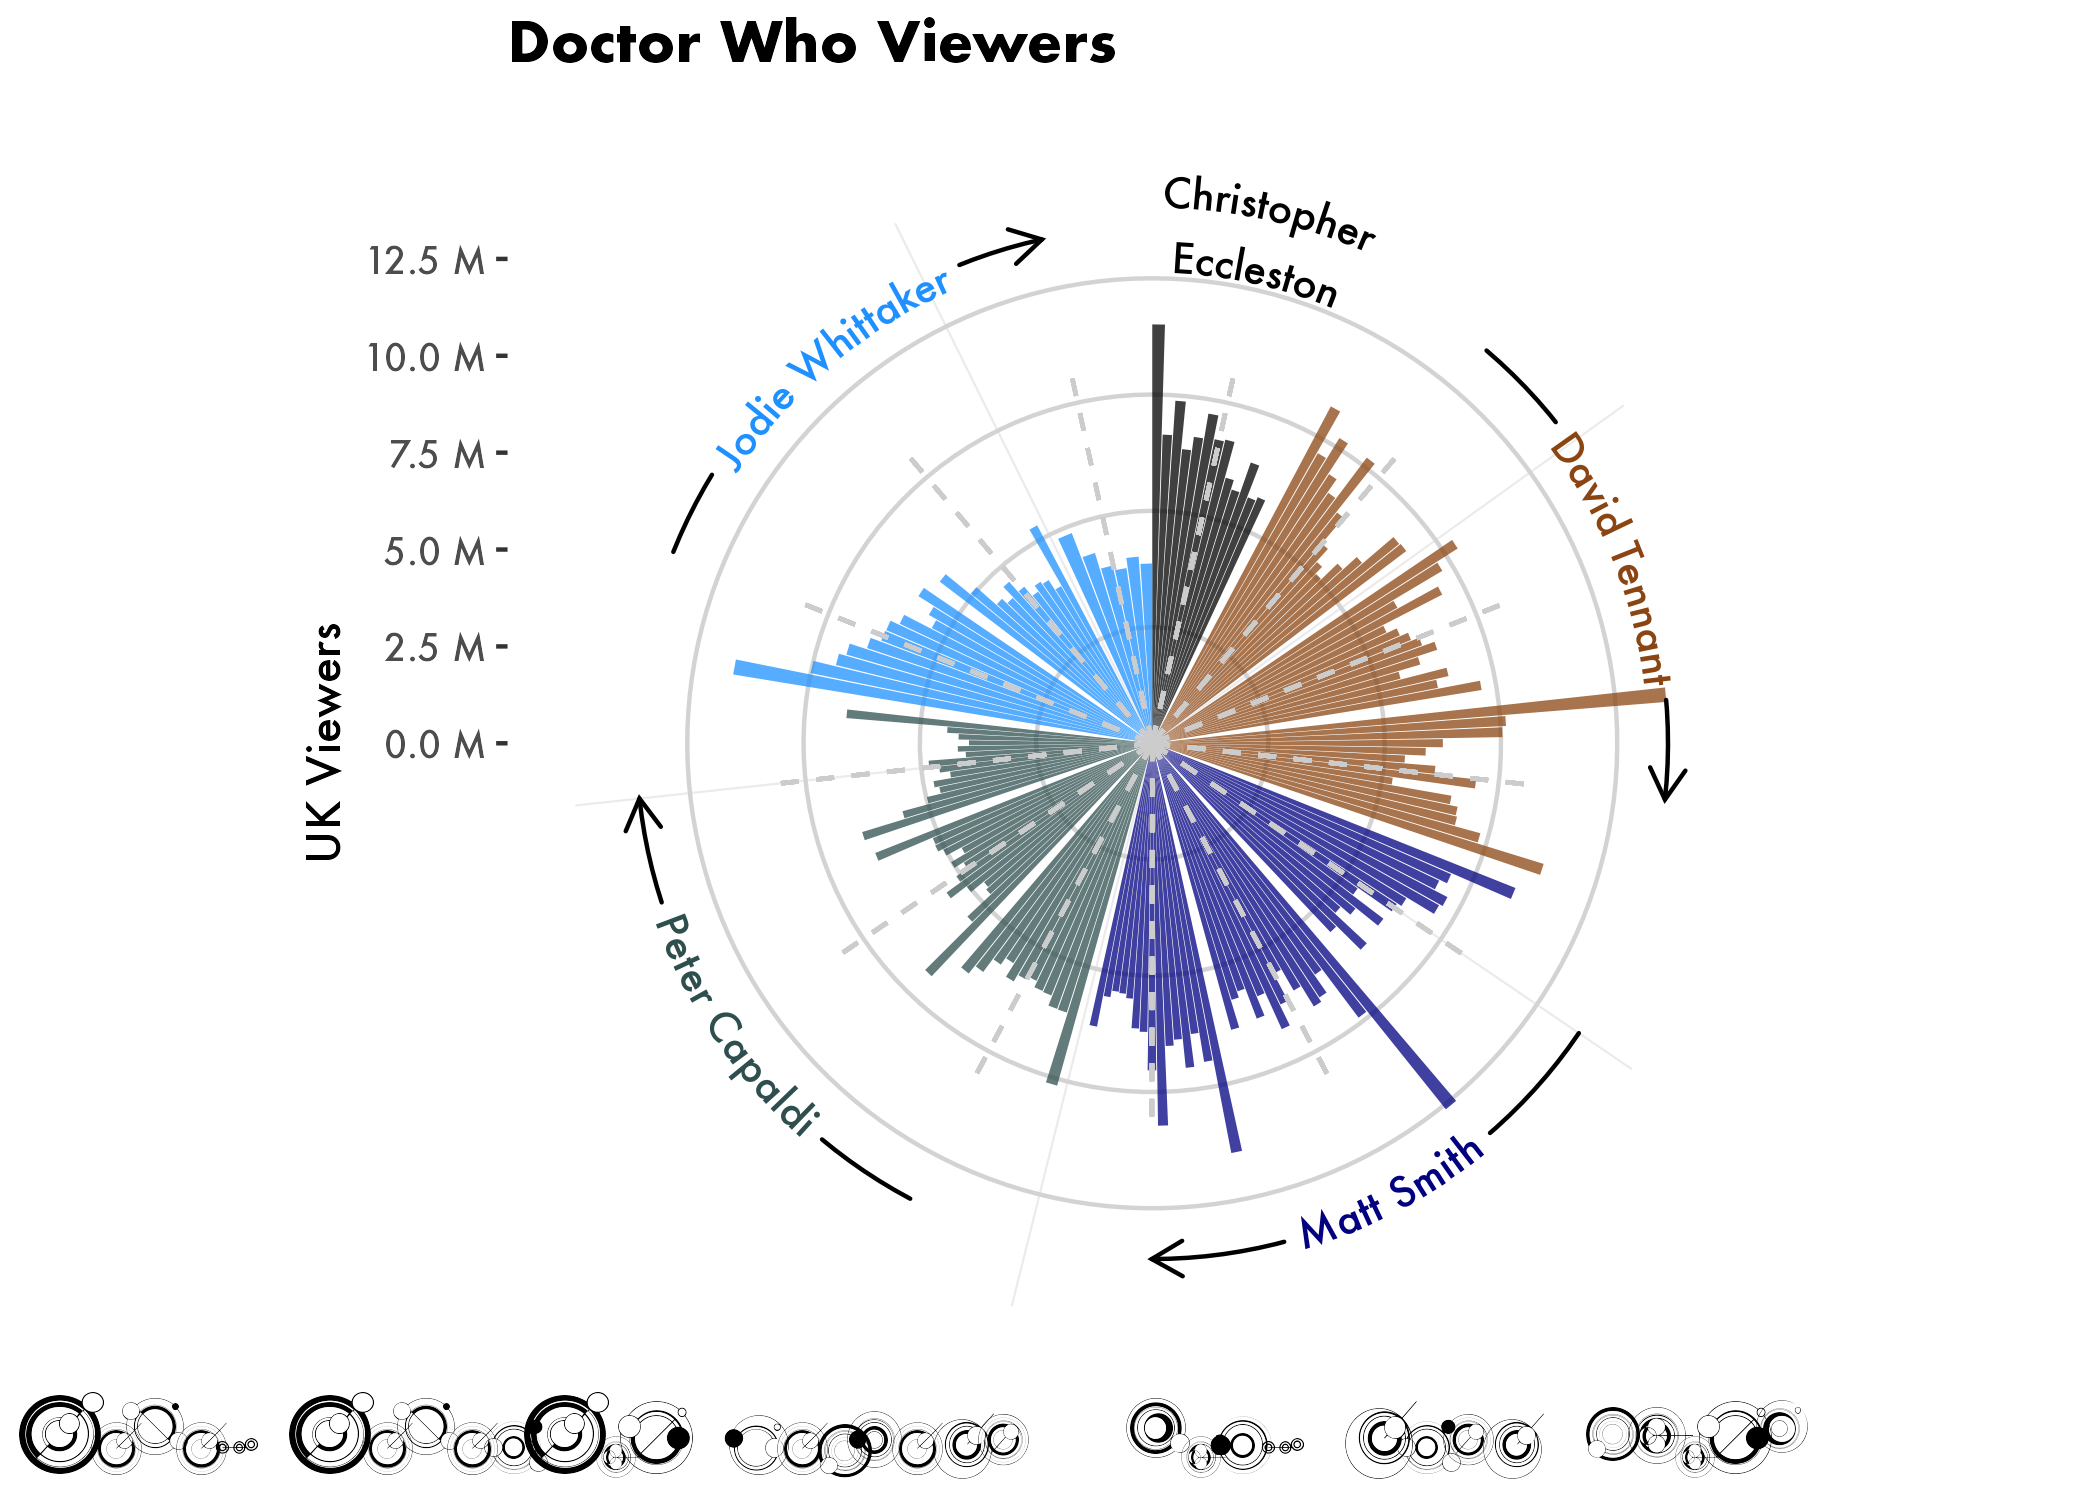 Doctor Who Viewers
Christopher
Eccleston
David Tennant
Matt Smith
Peter Capaldi
Jodie Whittaker
UK Viewers
12.5 M
10.0 M
7.5 M
5.0 M
2.5 M
0.0 M